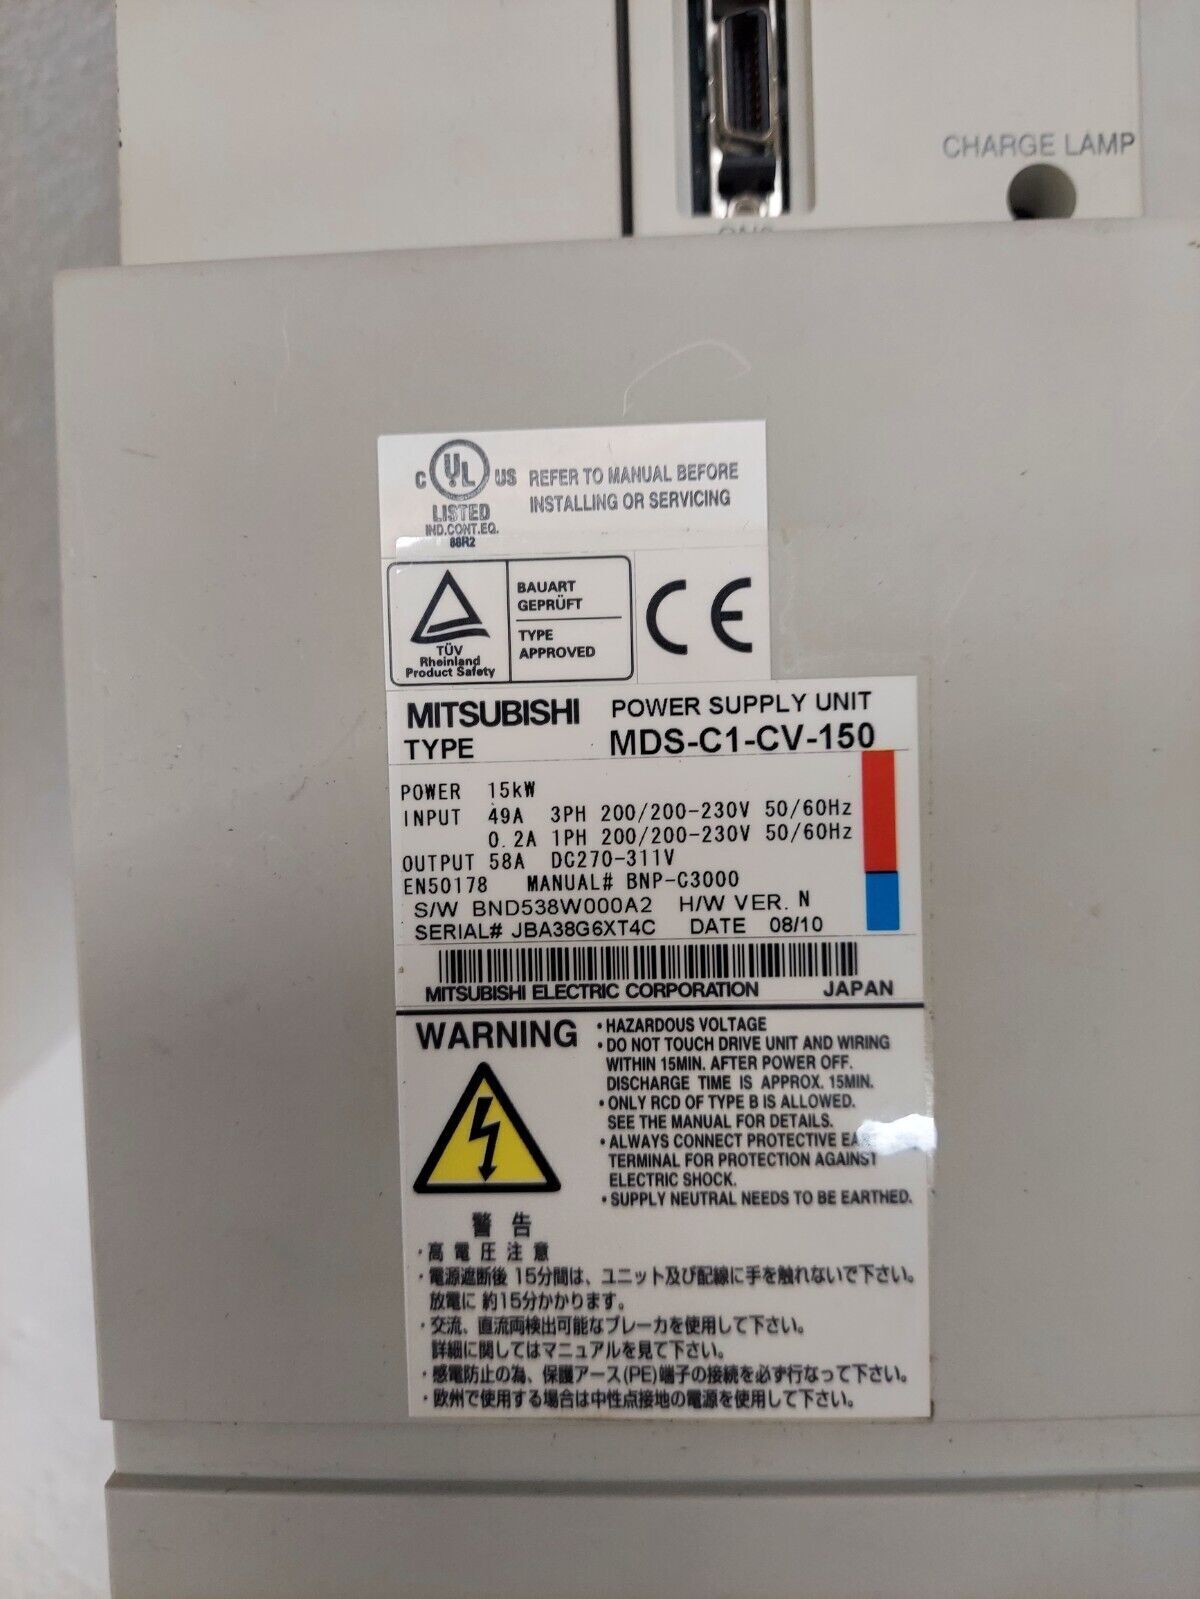 CHARGE LAMP
C UL US
LISTED
IND.CONT.EQ.
88R2
REFER TO MANUAL BEFORE
INSTALLING OR SERVICING
TÜV
Rheinland
Product Safety
BAUART
GEPRÜFT
TYPE
APPROVED
CE
MITSUBISHI POWER SUPPLY UNIT
TYPE MDS-C1-CV-150
POWER 15kW
INPUT 49A 3PH 200/200-230V 50/60Hz
0.2A 1PH 200/200-230V 50/60Hz
OUTPUT 58A DC270-311V
EN50178 MANUAL# BNP-C3000
S/W BND538W000A2 H/W VER. N
SERIAL# JBA38G6XT4C DATE 08/10
MITSUBISHI ELECTRIC CORPORATION JAPAN
WARNING
・HAZARDOUS VOLTAGE
・DO NOT TOUCH DRIVE UNIT AND WIRING
WITHIN 15MIN. AFTER POWER OFF.
DISCHARGE TIME IS APPROX. 15MIN.
・ONLY RCD OF TYPE B IS ALLOWED.
SEE THE MANUAL FOR DETAILS.
・ALWAYS CONNECT PROTECTIVE
TERMINAL FOR PROTECTION AGAINST
ELECTRIC SHOCK.
・SUPPLY NEUTRAL NEEDS TO BE EARTHED.
警告
・高電圧注意
・電源遮断後 15分間は、ユニット及び配線に手を触れないで下さい。
放電に 約15分かかります。
・交流、直流両検出可能なブレーカを使用して下さい。
詳細に関してはマニュアルを見て下さい。
・感電防止の為、保護アース(PE)端子の接続を必ず行なって下さい。
・欧州で使用する場合は中性点接地の電源を使用して下さい。